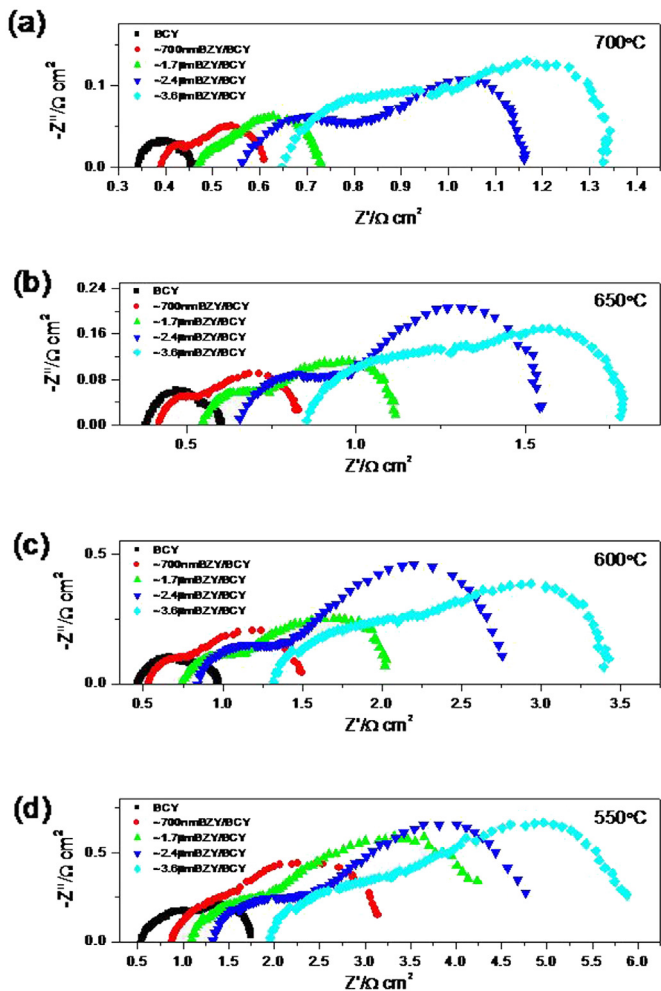 (a)
BCY
~700nmBZY/BCY
~1.7μmBZY/BCY
~2.4μmBZY/BCY
~3.6μmBZY/BCY
700°C
-Z''/Ω cm²
0.1
0.0
0.3 0.4 0.5 0.6 0.7 0.8 0.9 1.0 1.1 1.2 1.3 1.4
Z'/Ω cm²
(b)
BCY
~700nmBZY/BCY
~1.7μmBZY/BCY
~2.4μmBZY/BCY
~3.6μmBZY/BCY
650°C
-Z''/Ω cm²
0.24
0.16
0.08
0.00
0.5 1.0 1.5
Z'/Ω cm²
(c)
BCY
~700nmBZY/BCY
~1.7μmBZY/BCY
~2.4μmBZY/BCY
~3.6μmBZY/BCY
600°C
-Z''/Ω cm²
0.5
0.0
0.5 1.0 1.5 2.0 2.5 3.0 3.5
Z'/Ω cm²
(d)
BCY
~700nmBZY/BCY
~1.7μmBZY/BCY
~2.4μmBZY/BCY
~3.6μmBZY/BCY
550°C
-Z''/Ω cm²
0.5
0.0
0.5 1.0 1.5 2.0 2.5 3.0 3.5 4.0 4.5 5.0 5.5 6.0
Z'/Ω cm²